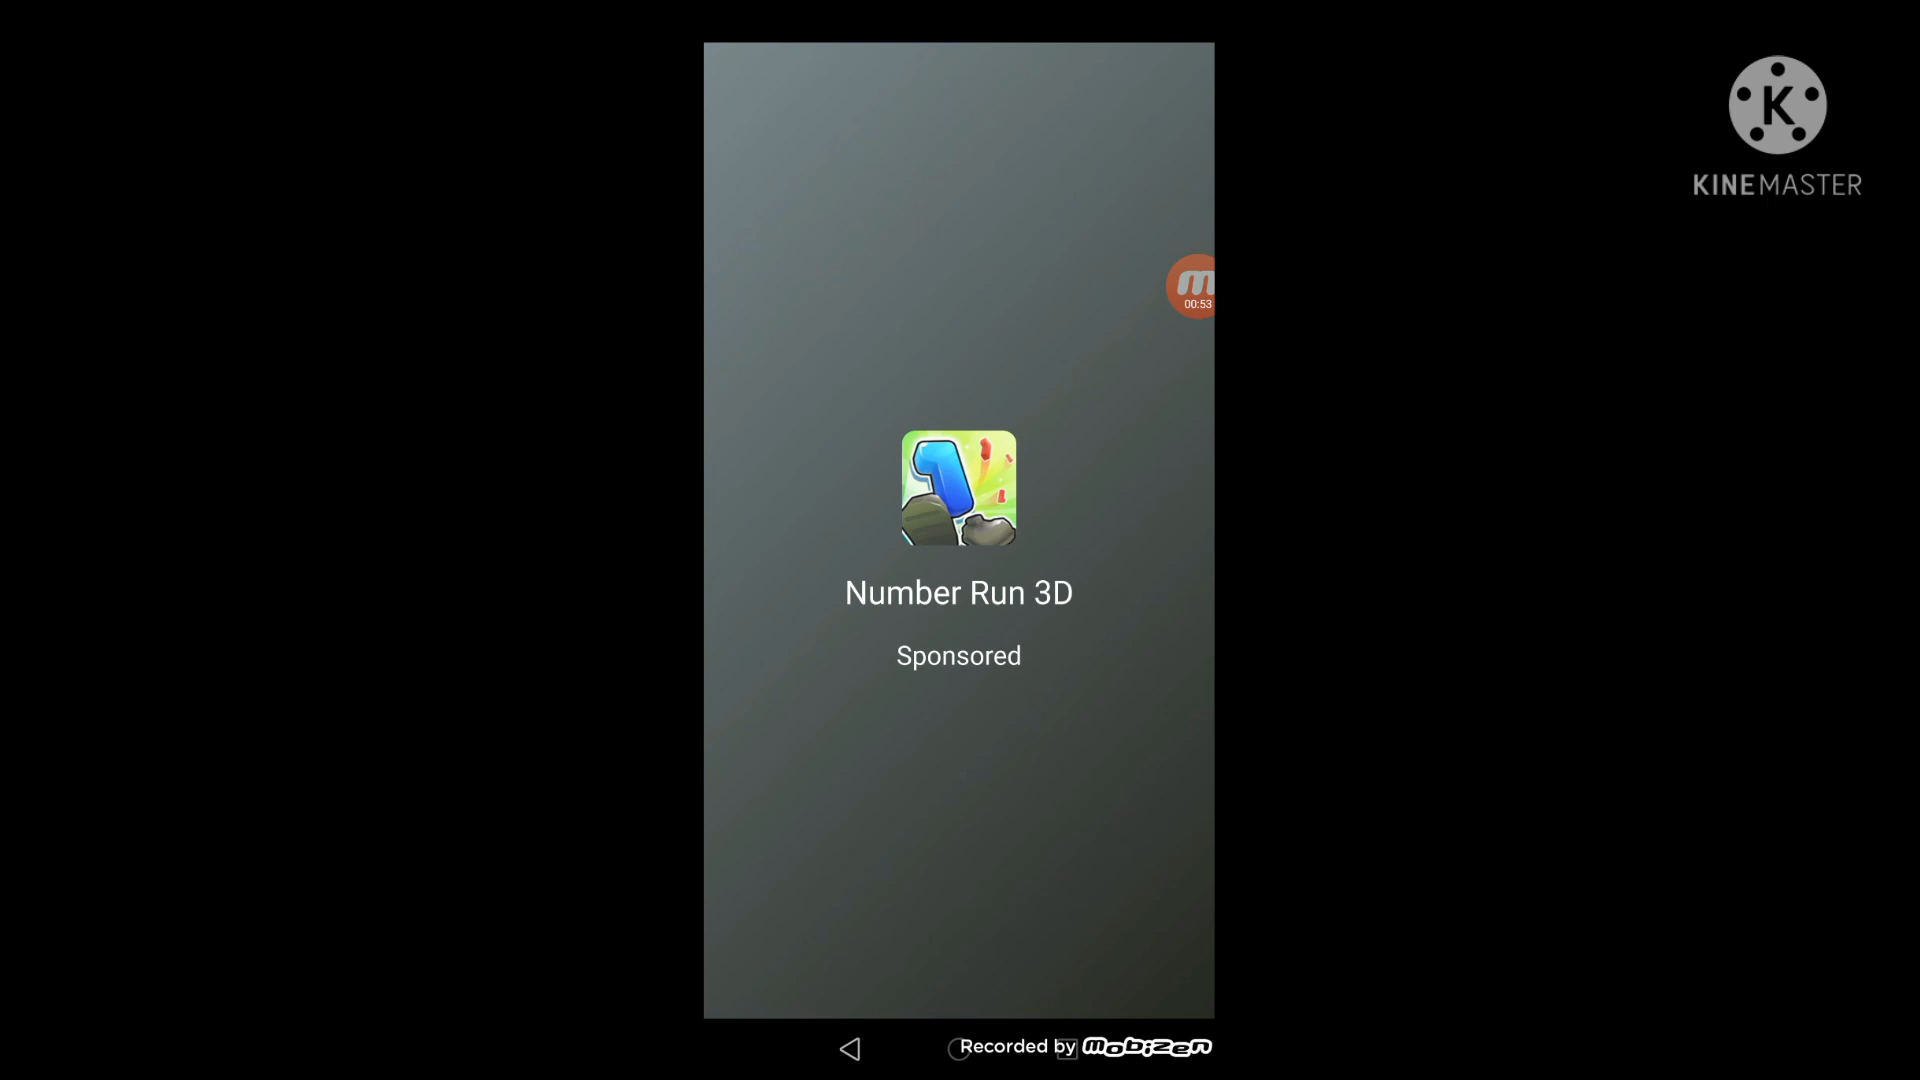 K
KINEMASTER
m
00:53
Number Run 3D
Sponsored
Recorded by mobizen